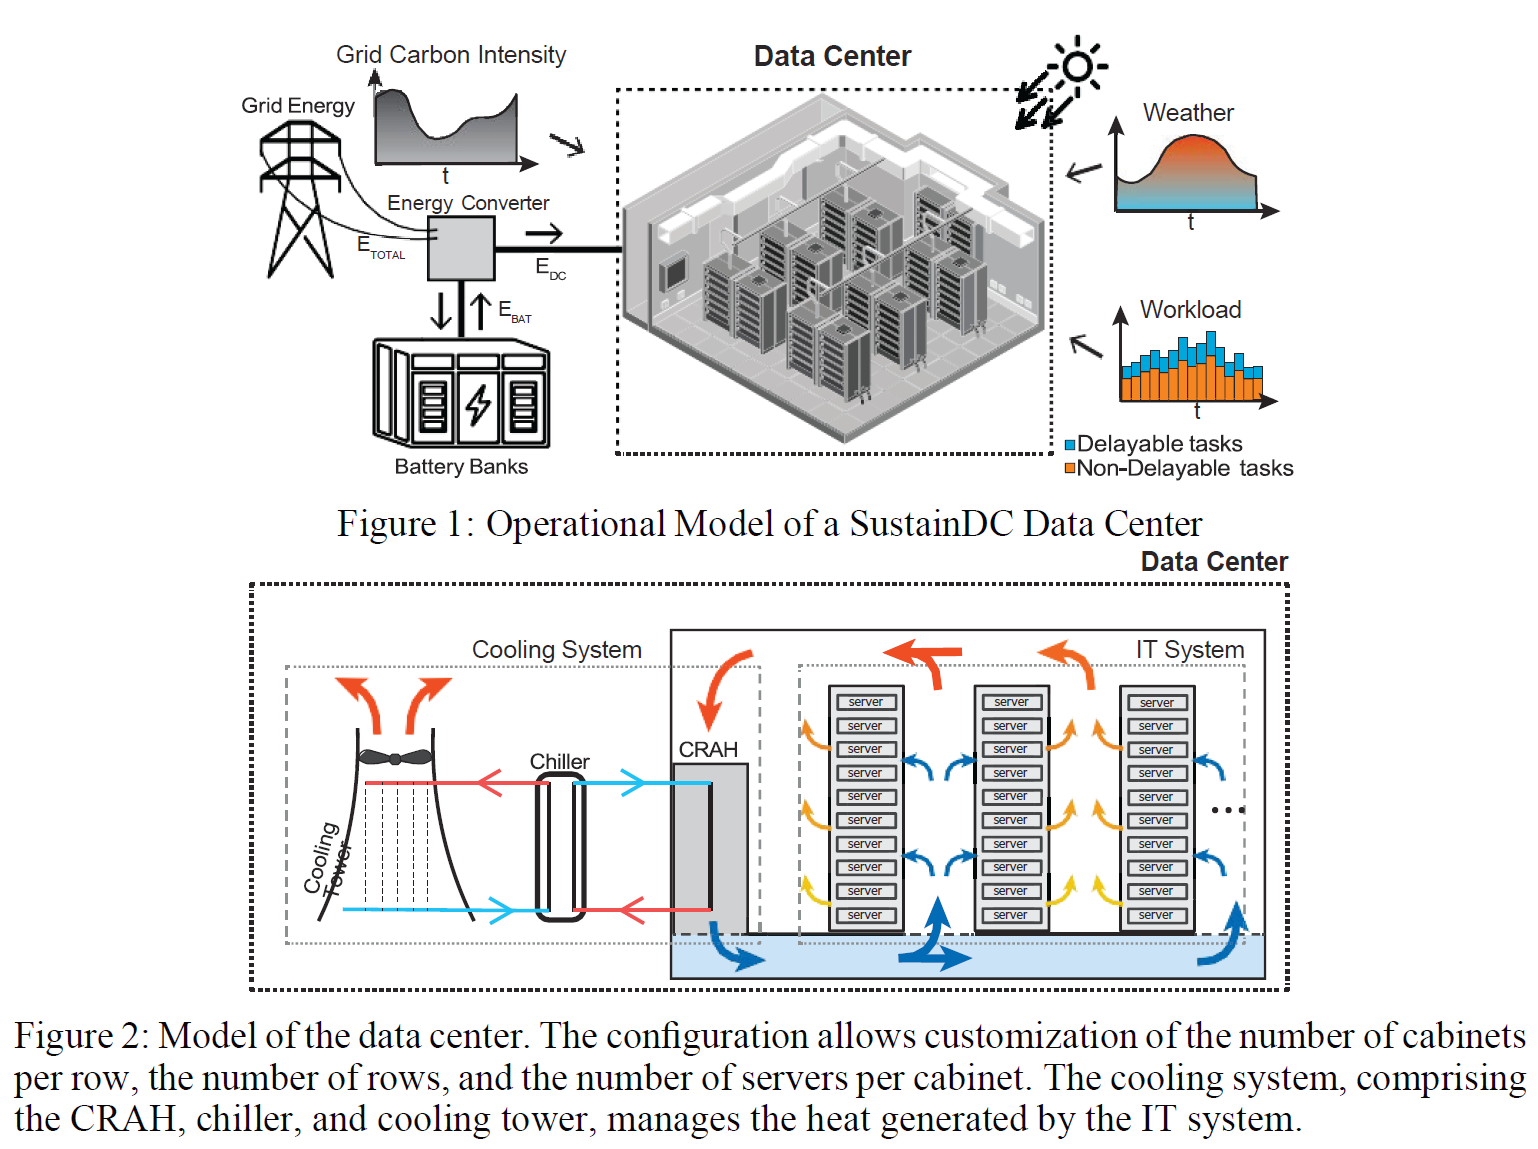 Data Center
Grid Carbon Intensity
Grid Energy
t
Energy Converter
E TOTAL
E DC
E BAT
Battery Banks
Weather
t
Workload
t
Delayable tasks
Non-Delayable tasks
Figure 1: Operational Model of a SustainDC Data Center
Data Center
Cooling System
IT System
CRAH
Chiller
Cooling
Tower
server server server
server server server
server server server
server server server
server server server
server server server
server server server
server server server
server server server
server server server
...
Figure 2: Model of the data center. The configuration allows customization of the number of cabinets
per row, the number of rows, and the number of servers per cabinet. The cooling system, comprising
the CRAH, chiller, and cooling tower, manages the heat generated by the IT system.